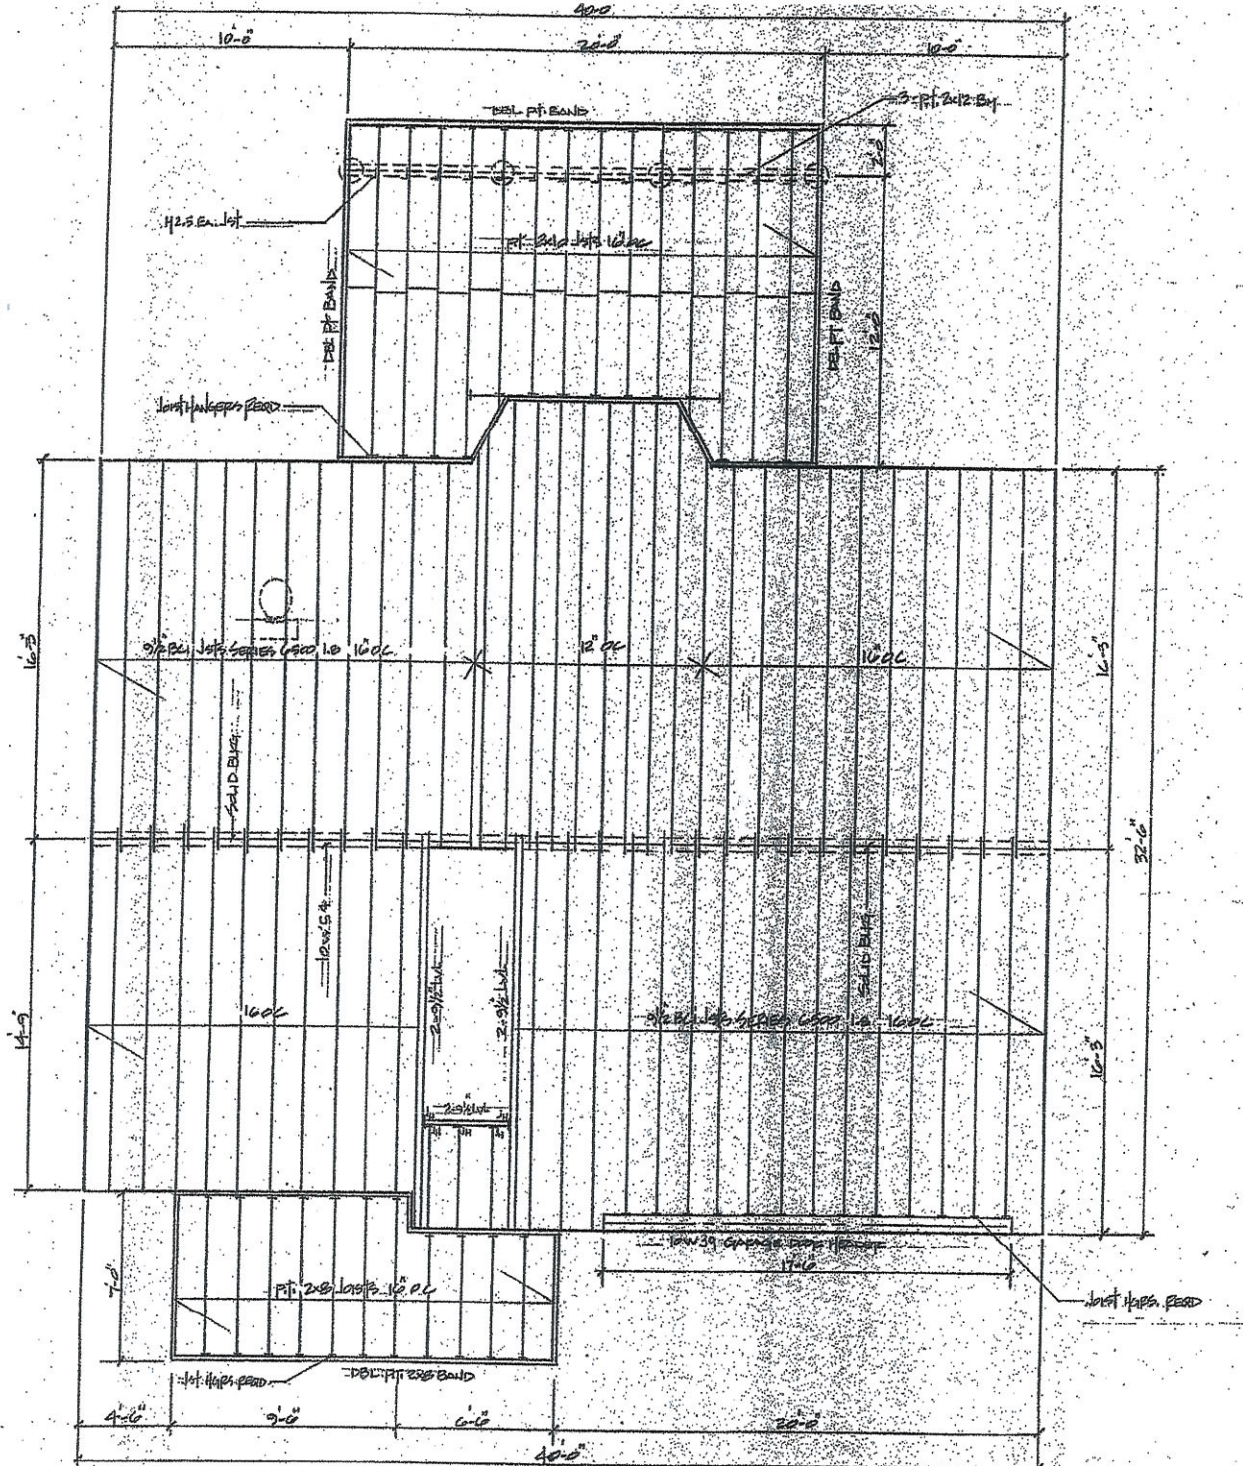 40-0
10-0"
20-0"
10-0"
DBL PT. BAND
3-P.T. 2x12 BM
2'-0"
H2.5 EA. JST
PT 2x10 JSTS 16" OC
DBL PT BAND
DBL PT BAND
12'-0"
JOIST HANGERS REQD
16-3"
9½" BCI JSTS SERIES 6500 1.8 16" OC
12" OC
16" OC
16'-3"
SOLID BLKG.
32'-6"
10W54
2-9½" LVL
2-9½" LVL
SOLID BLKG
14'-9"
16 OC
9½" BCI JSTS SERIES 6500 1.8 16 OC
16'-3"
2-9½" LVL
JH
JH
JH
JH
10W39 GARAGE DOOR HEADER
17-6"
7'-0"
P.T. 2x8 JOISTS 16" O.C
JOIST HGRS. REQD
JST. HGRS. REQD
DBL. P.T. 2x8 BAND
4'-6"
9'-6"
6'-6"
20'-0"
40'-0"